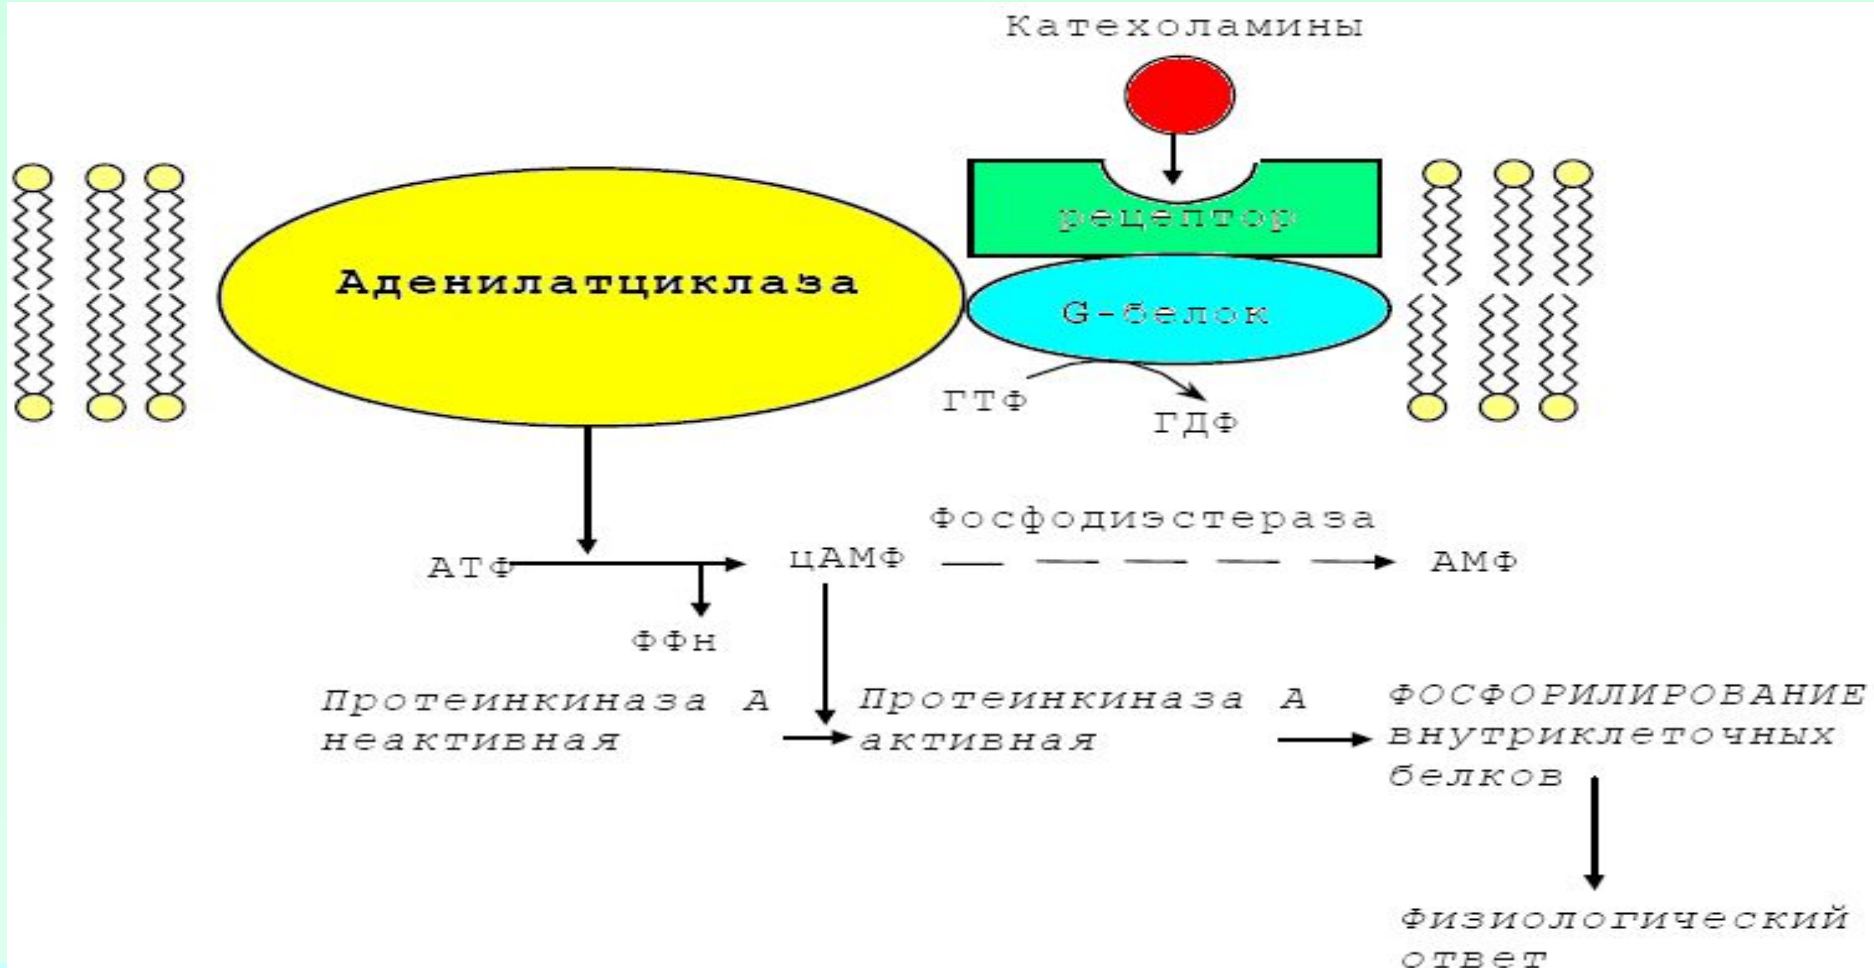 Катехоламины
рецептор
Аденилатциклаза
G-белок
ГТФ
ГДФ
Фосфодиэстераза
АТФ
цАМФ
АМФ
ФФн
Протеинкиназа А
неактивная
Протеинкиназа А
активная
ФОСФОРИЛИРОВАНИЕ
внутриклеточных
белков
Физиологический
ответ